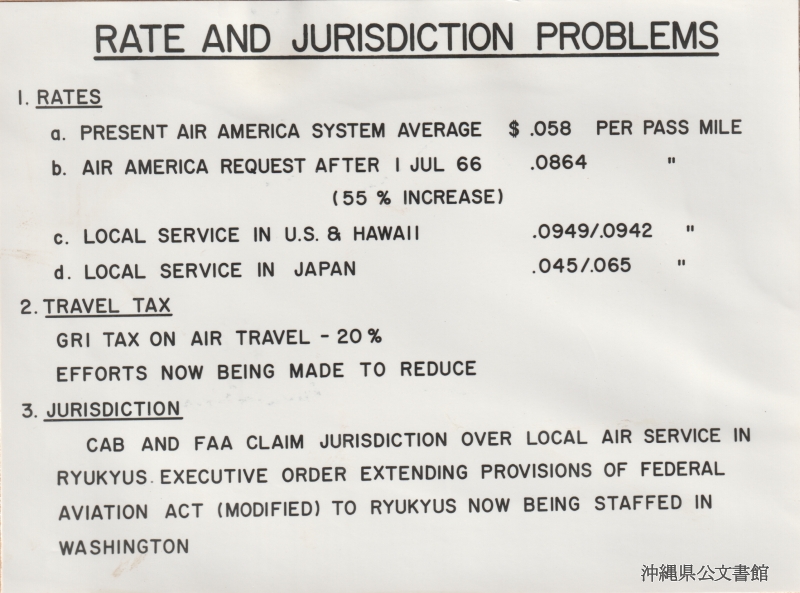 RATE AND JURISDICTION PROBLEMS
1. RATES
a. PRESENT AIR AMERICA SYSTEM AVERAGE $ .058 PER PASS MILE
b. AIR AMERICA REQUEST AFTER 1 JUL 66 .0864 "
(55 % INCREASE)
c. LOCAL SERVICE IN U.S. & HAWAII .0949/.0942 "
d. LOCAL SERVICE IN JAPAN .045/.065 "
2. TRAVEL TAX
GRI TAX ON AIR TRAVEL - 20 %
EFFORTS NOW BEING MADE TO REDUCE
3. JURISDICTION
CAB AND FAA CLAIM JURISDICTION OVER LOCAL AIR SERVICE IN
RYUKYUS. EXECUTIVE ORDER EXTENDING PROVISIONS OF FEDERAL
AVIATION ACT (MODIFIED) TO RYUKYUS NOW BEING STAFFED IN
WASHINGTON
沖縄県公文書館